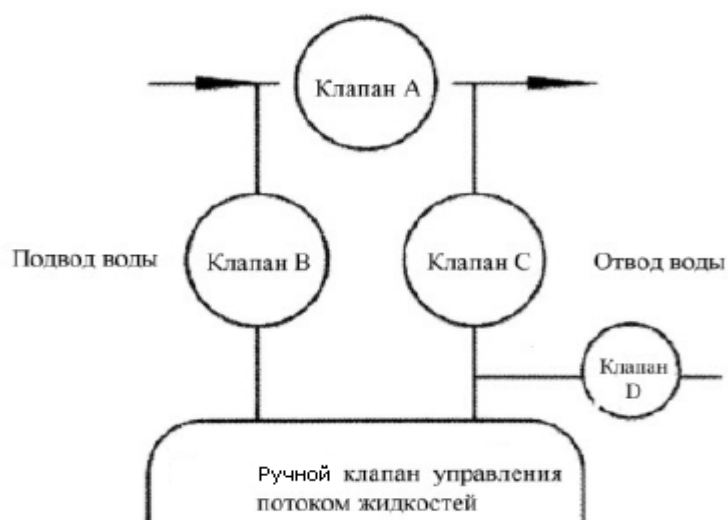 Клапан А
Подвод воды
Клапан В
Клапан С
Отвод воды
Клапан
D
Ручной клапан управления
потоком жидкостей